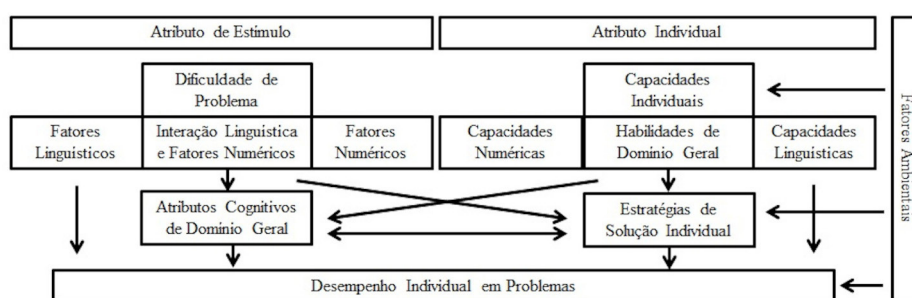 Atributo de Estímulo
Atributo Individual
Dificuldade de
Problema
Capacidades
Individuais
Fatores
Linguisticos
Interação Linguistica
e Fatores Numéricos
Fatores
Numéricos
Capacidades
Numéricas
Habilidades de
Dominio Geral
Capacidades
Linguísticas
Atributos Cognitivos
de Dominio Geral
Estratégias de
Solução Individual
Desempenho Individual em Problemas
Fatores Ambientais